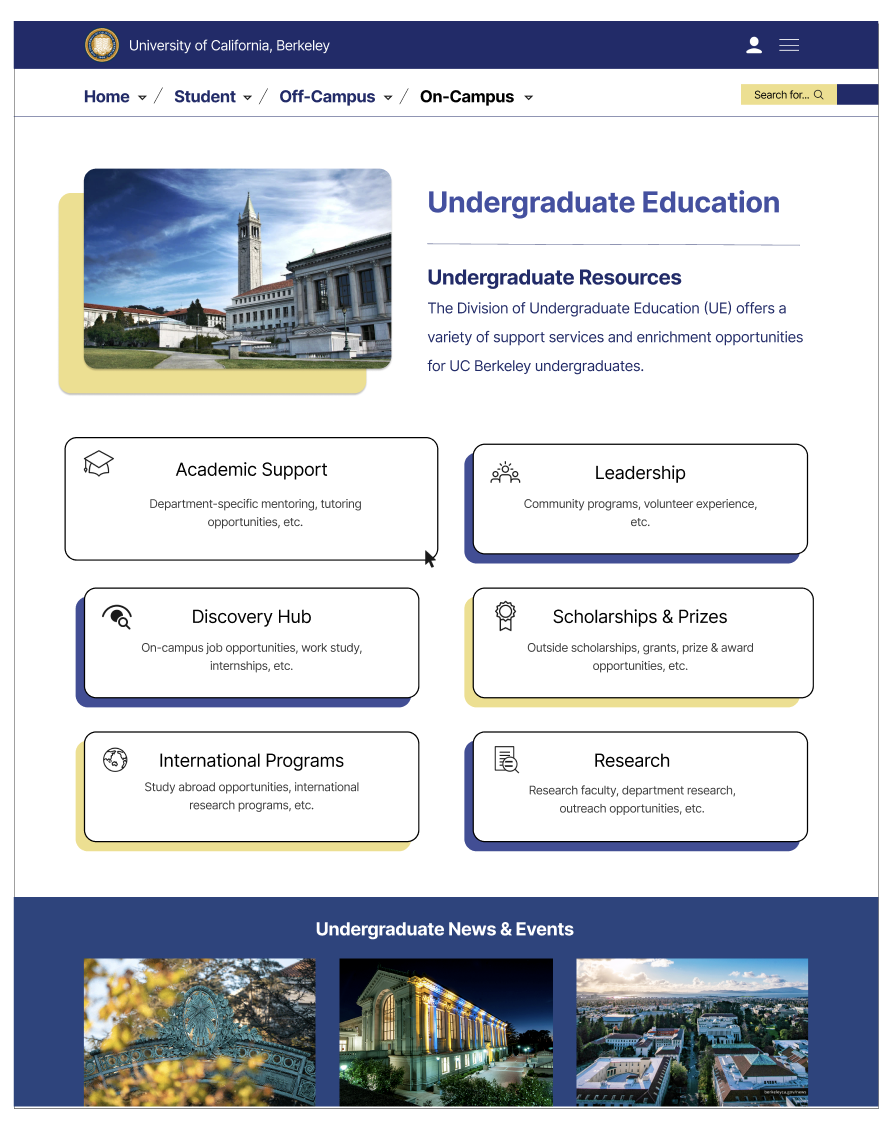 University of California, Berkeley
Home / Student / Off-Campus / On-Campus
Search for...
Undergraduate Education
Undergraduate Resources
The Division of Undergraduate Education (UE) offers a
variety of support services and enrichment opportunities
for UC Berkeley undergraduates.
Academic Support
Department-specific mentoring, tutoring
opportunities, etc.
Leadership
Community programs, volunteer experience,
etc.
Discovery Hub
On-campus job opportunities, work study,
internships, etc.
Scholarships & Prizes
Outside scholarships, grants, prize & award
opportunities, etc.
International Programs
Study abroad opportunities, international
research programs, etc.
Research
Research faculty, department research,
outreach opportunities, etc.
Undergraduate News & Events